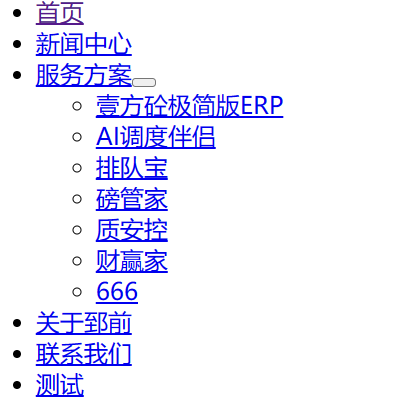 首页
新闻中心
服务方案
壹方砼极简版ERP
AI调度伴侣
排队宝
磅管家
质安控
财赢家
666
关于郅前
联系我们
测试